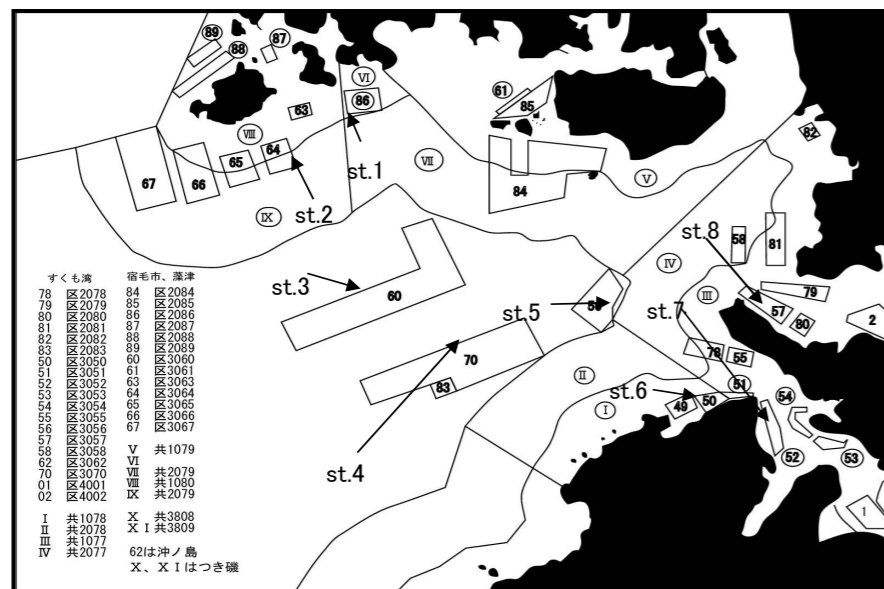 89
88
87
Ⅵ
86
61
85
63
Ⅷ
64
65
66
67
st.1
st.2
Ⅶ
84
Ⅴ
82
Ⅸ
st.8
58
81
Ⅳ
st.3
60
st.5
Ⅲ
79
57
80
2
st.7
70
83
Ⅱ
78
55
51
54
st.6
49
50
Ⅰ
52
53
st.4
1
すくも湾
78 区2078
79 区2079
80 区2080
81 区2081
82 区2082
83 区2083
50 区3050
51 区3051
52 区3052
53 区3053
54 区3054
55 区3055
56 区3056
57 区3057
58 区3058
62 区3062
70 区3070
01 区4001
02 区4002
Ⅰ 共1078
Ⅱ 共2078
Ⅲ 共1077
Ⅳ 共2077
宿毛市、藻津
84 区2084
85 区2085
86 区2086
87 区2087
88 区2088
89 区2089
60 区3060
61 区3061
63 区3063
64 区3064
65 区3065
66 区3066
67 区3067
Ⅴ 共1079
Ⅵ
Ⅶ 共2079
Ⅷ 共1080
Ⅸ 共2079
Ⅹ 共3808
ⅩⅠ 共3809
62は沖ノ島
Ⅹ、ⅩⅠはつき磯